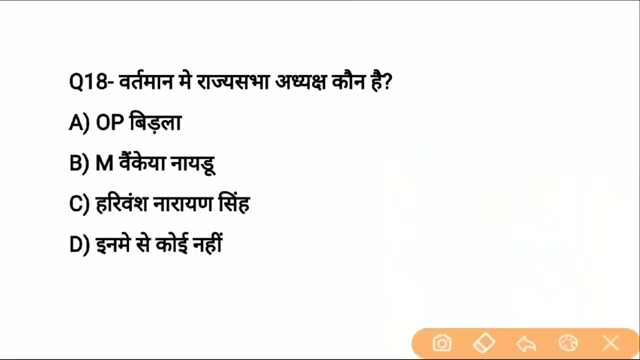 Q18- वर्तमान मे राज्यसभा अध्यक्ष कौन है?
A) OP बिड़ला
B) M वैंकेया नायडू
C) हरिवंश नारायण सिंह
D) इनमे से कोई नहीं